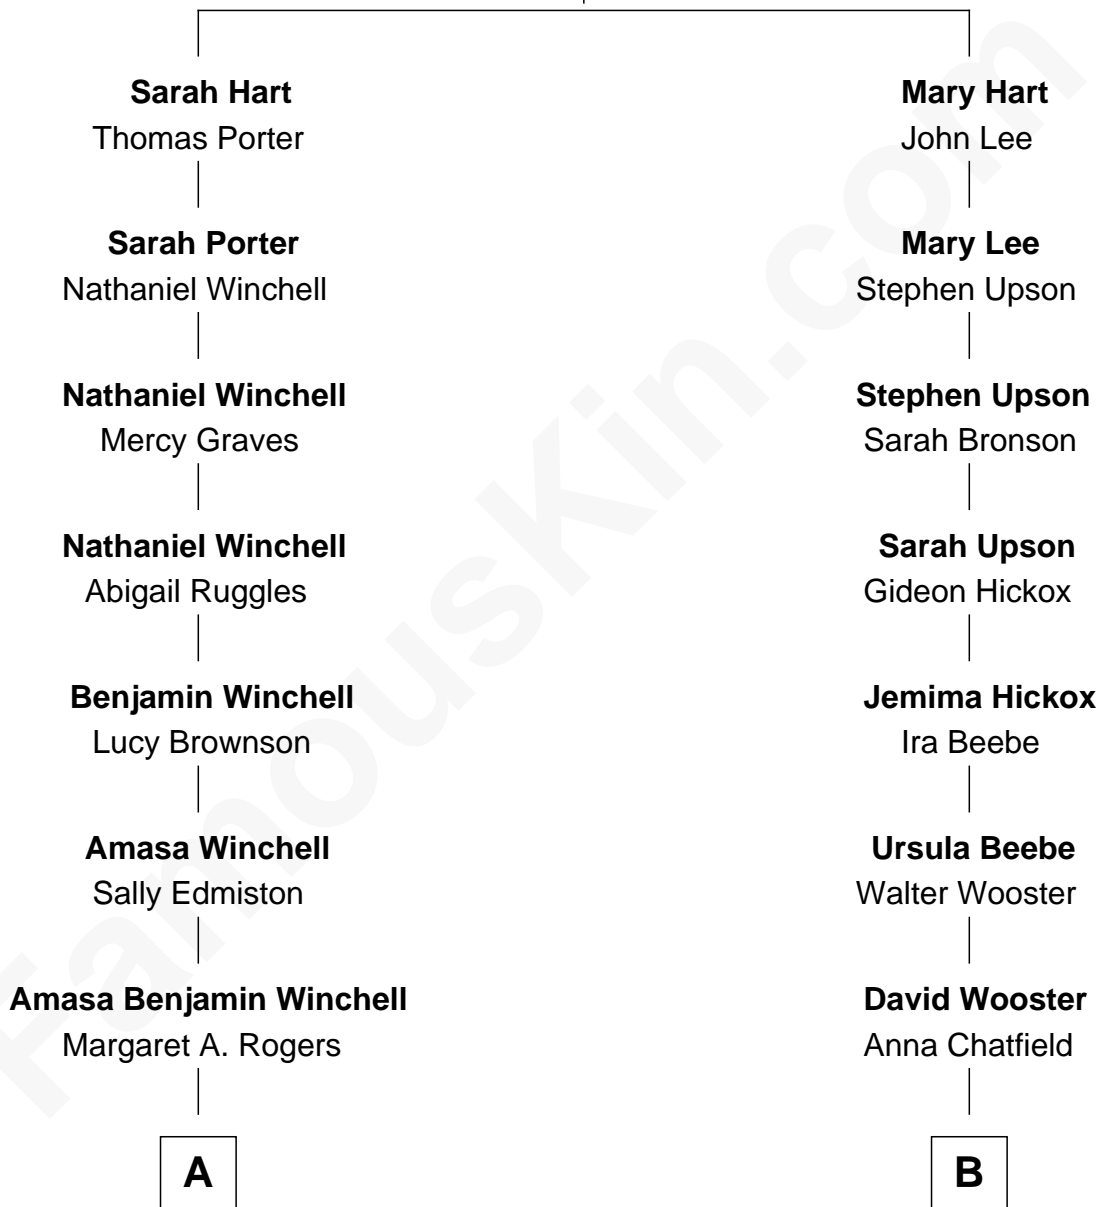 Sarah Hart
Thomas Porter
Sarah Porter
Nathaniel Winchell
Nathaniel Winchell
Mercy Graves
Nathaniel Winchell
Abigail Ruggles
Benjamin Winchell
Lucy Brownson
Amasa Winchell
Sally Edmiston
Amasa Benjamin Winchell
Margaret A. Rogers
A
Mary Hart
John Lee
Mary Lee
Stephen Upson
Stephen Upson
Sarah Bronson
Sarah Upson
Gideon Hickox
Jemima Hickox
Ira Beebe
Ursula Beebe
Walter Wooster
David Wooster
Anna Chatfield
B
FamousKin.com